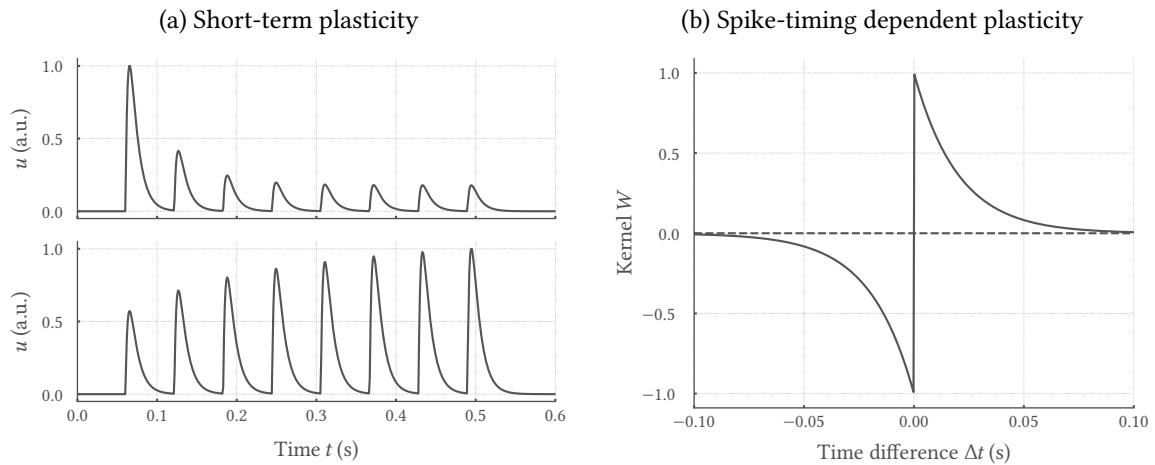 (a) Short-term plasticity
1.0
0.5
0.0
u (a.u.)
1.0
0.5
0.0
u (a.u.)
0.0 0.1 0.2 0.3 0.4 0.5 0.6
Time t (s)
(b) Spike-timing dependent plasticity
1.0
0.5
0.0
−0.5
−1.0
Kernel W
−0.10 −0.05 0.00 0.05 0.10
Time difference Δt (s)